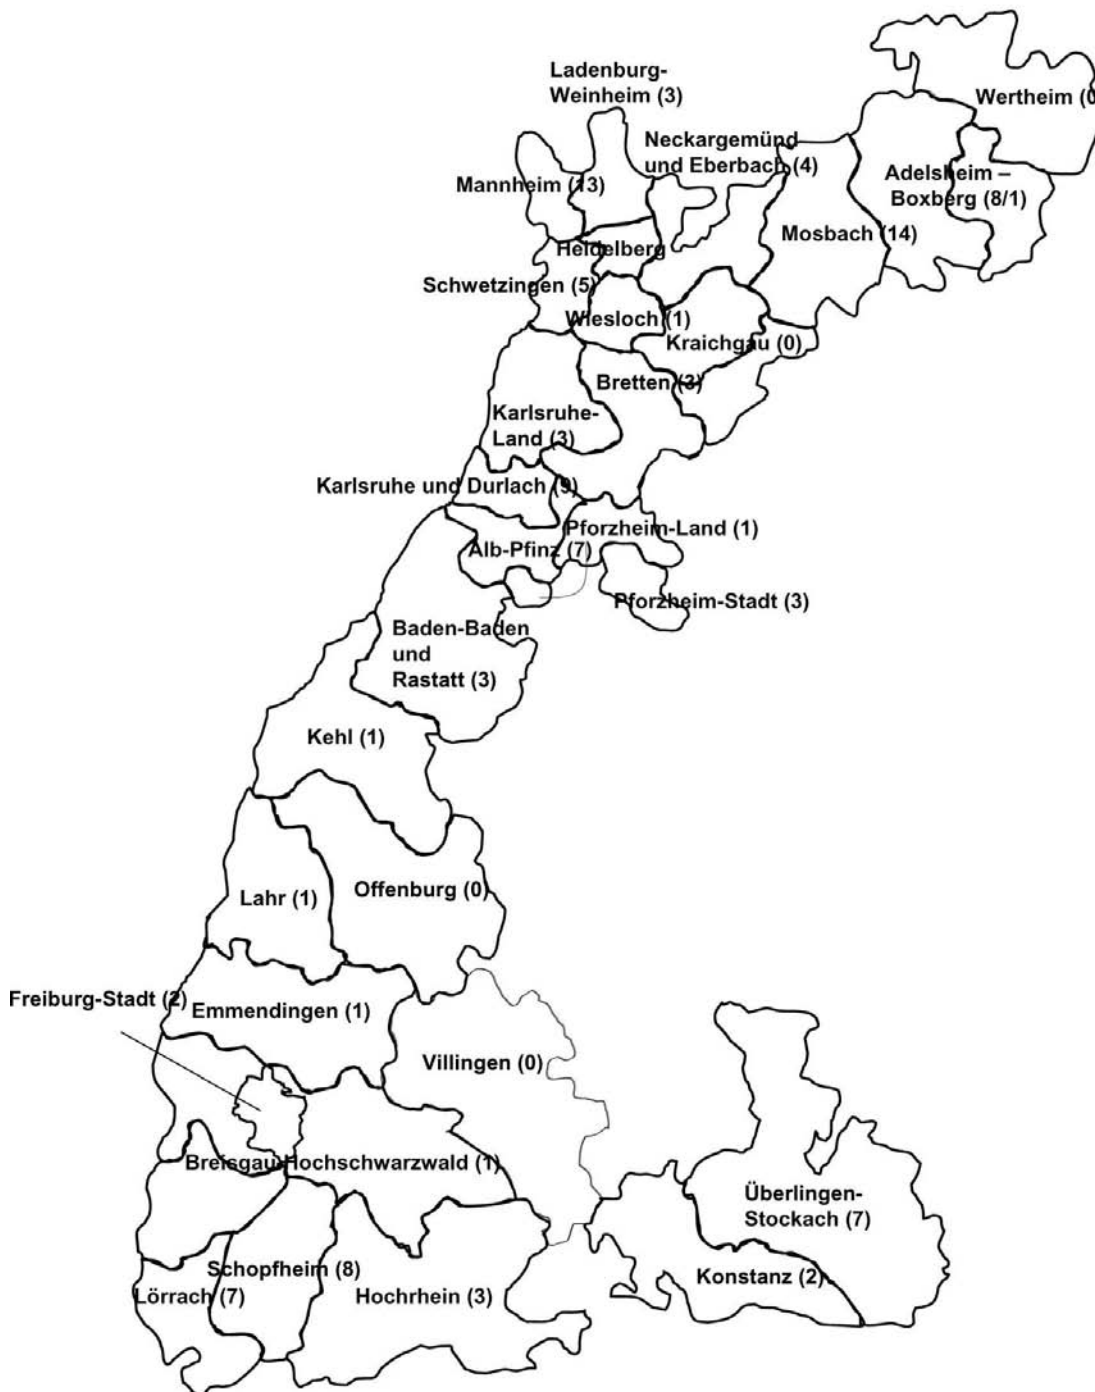 Ladenburg-
Weinheim (3)
Wertheim (0
Neckargemünd
und Eberbach (4)
Mannheim (13)
Adelsheim –
Boxberg (8/1)
Mosbach (14)
Heidelberg
Schwetzingen (5)
Wiesloch (1)
Kraichgau (0)
Bretten (3)
Karlsruhe-
Land (3)
Karlsruhe und Durlach (9)
Pforzheim-Land (1)
Alb-Pfinz (7)
Pforzheim-Stadt (3)
Baden-Baden
und
Rastatt (3)
Kehl (1)
Offenburg (0)
Lahr (1)
Freiburg-Stadt (2)
Emmendingen (1)
Villingen (0)
Breisgau-Hochschwarzwald (1)
Überlingen-
Stockach (7)
Schopfheim (8)
Konstanz (2)
Lörrach (7)
Hochrhein (3)